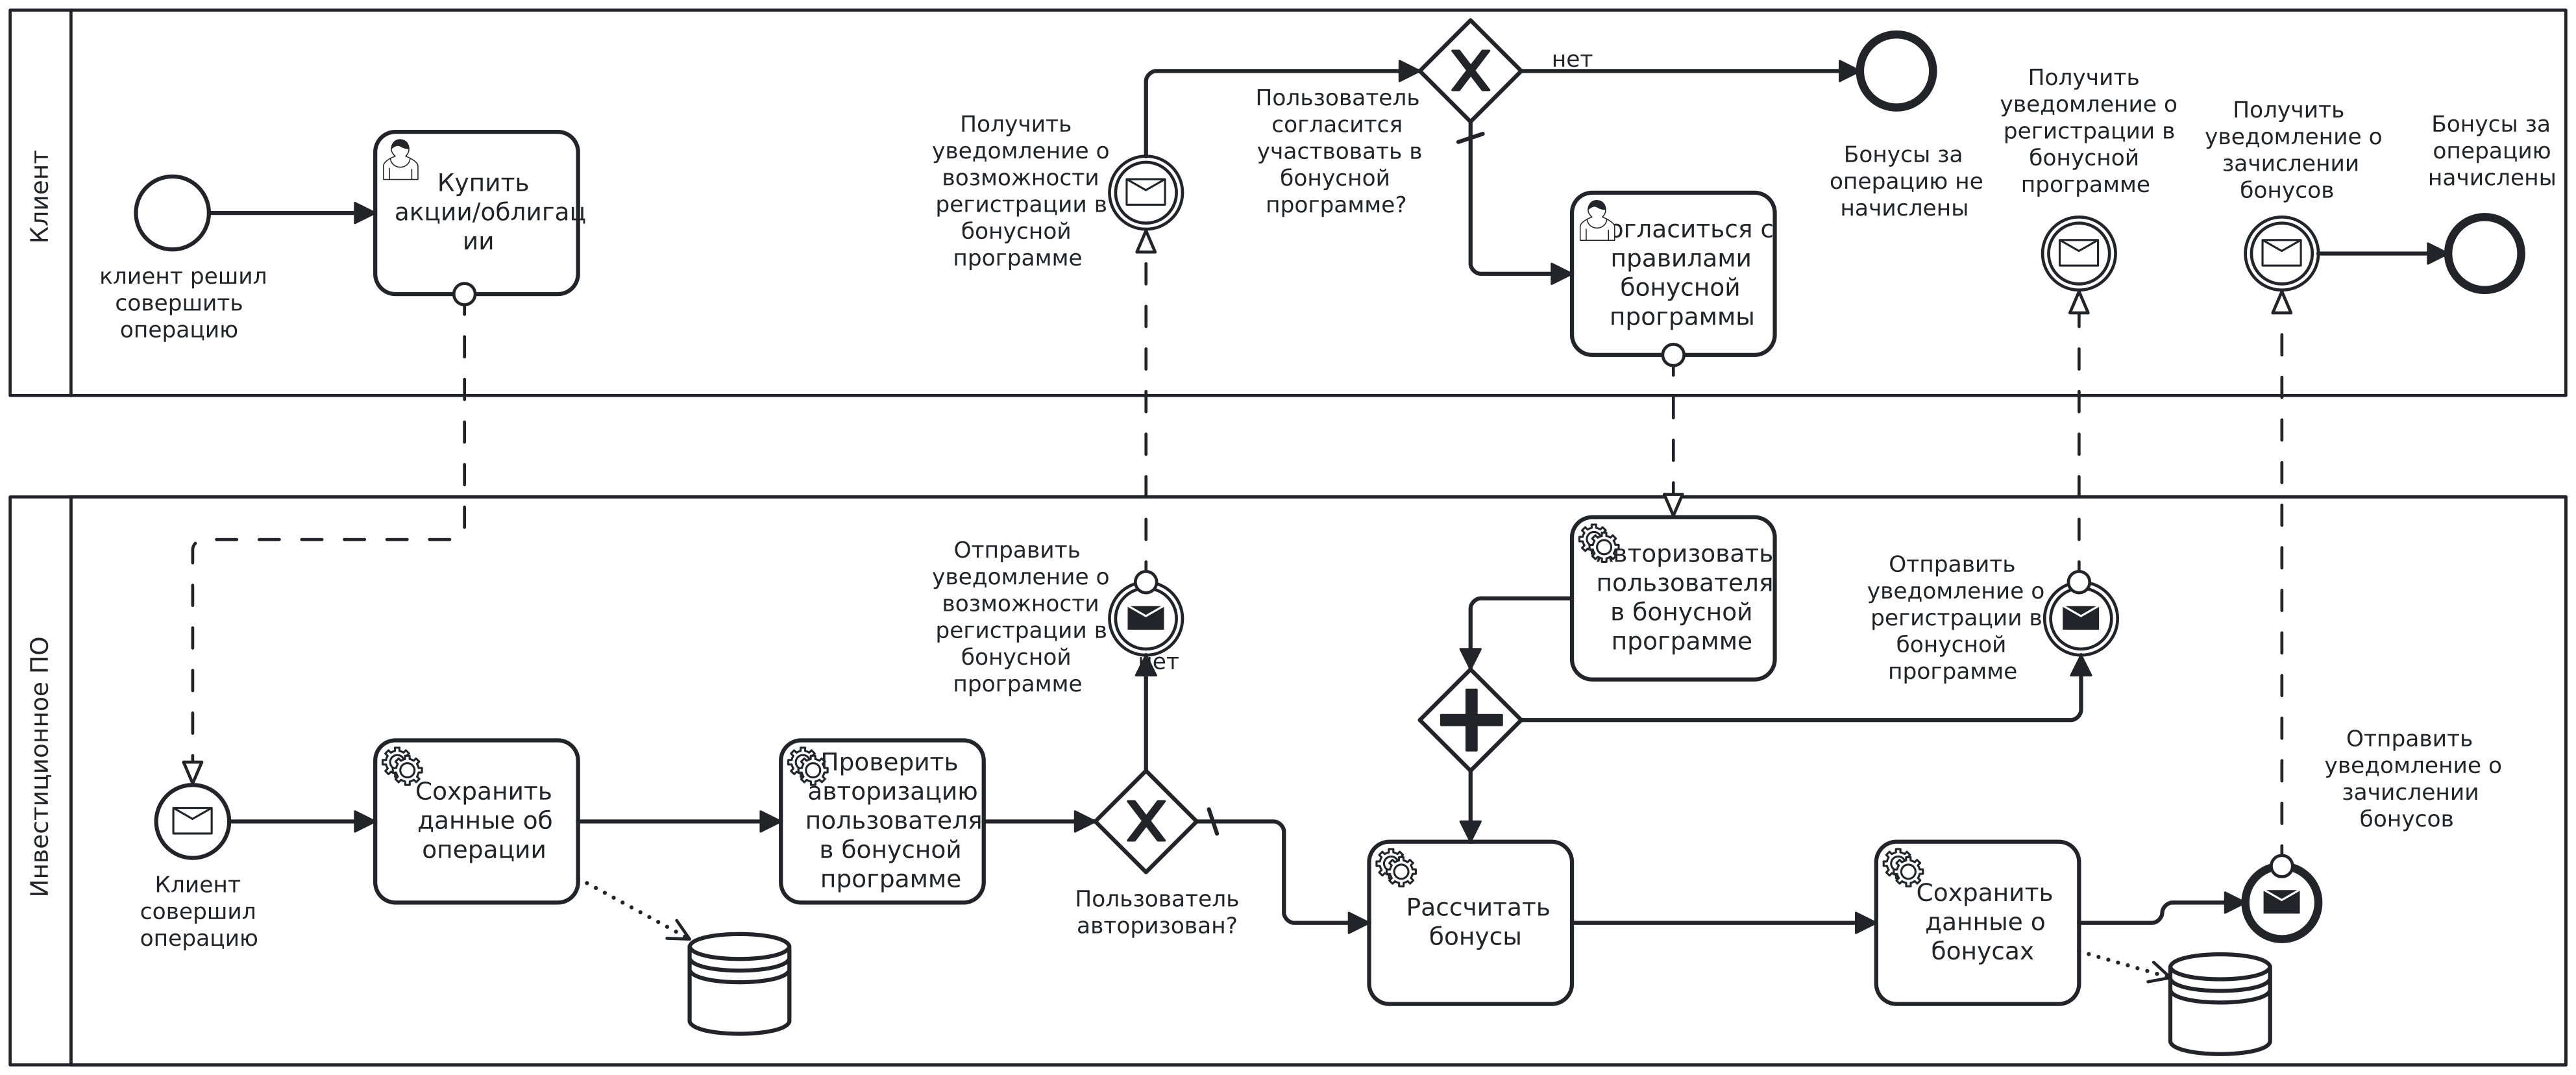 Клиент
клиент решил
совершить
операцию
Купить
акции/облигац
ии
Получить
уведомление о
возможности
регистрации в
бонусной
программе
Пользователь
согласится
участвовать в
бонусной
программе?
нет
Бонусы за
операцию не
начислены
огласиться с
правилами
бонусной
программы
Получить
уведомление о
регистрации в
бонусной
программе
Получить
уведомление о
зачислении
бонусов
Бонусы за
операцию
начислены
Инвестиционное ПО
Клиент
совершил
операцию
Сохранить
данные об
операции
Проверить
авторизацию
пользователя
в бонусной
программе
Отправить
уведомление о
возможности
регистрации в
бонусной
программе
нет
Пользователь
авторизован?
вторизовать
пользователя
в бонусной
программе
Рассчитать
бонусы
Отправить
уведомление о
регистрации в
бонусной
программе
Сохранить
данные о
бонусах
Отправить
уведомление о
зачислении
бонусов